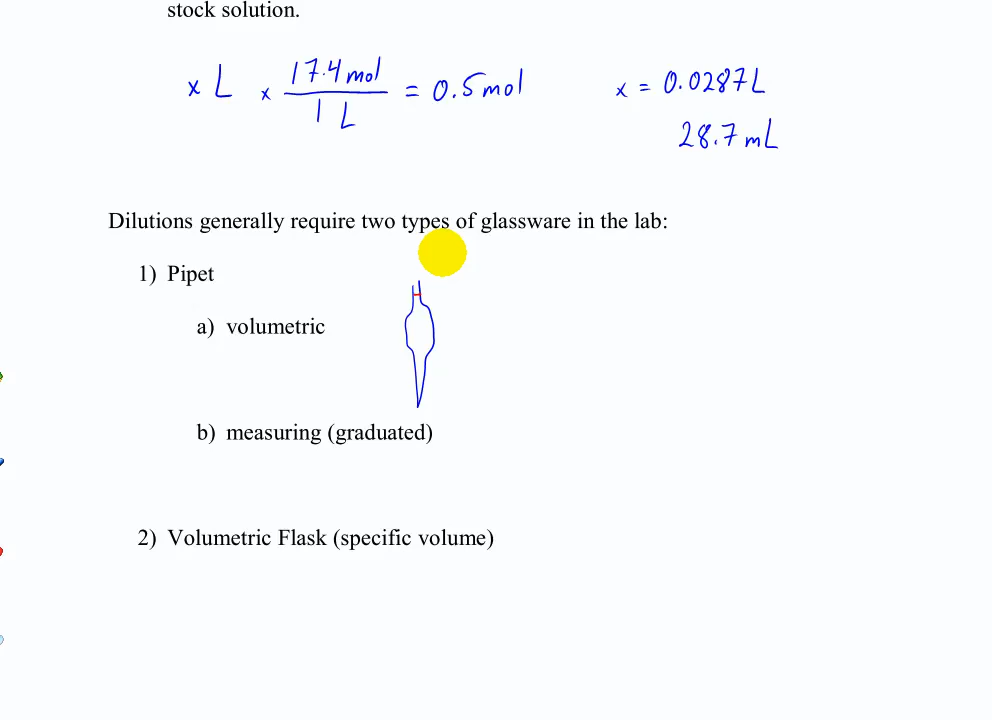 stock solution.
x L x 17.4 mol / 1 L = 0.5 mol x = 0.0287 L
28.7 mL
Dilutions generally require two types of glassware in the lab:
1) Pipet
a) volumetric
b) measuring (graduated)
2) Volumetric Flask (specific volume)